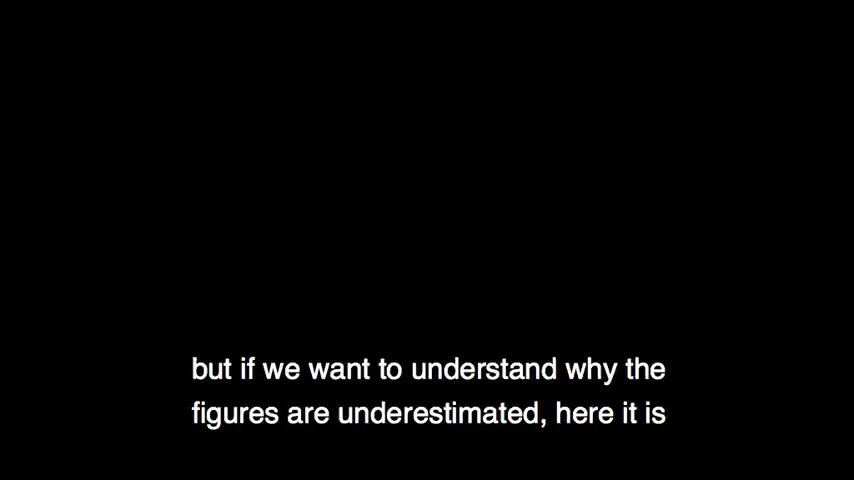 but if we want to understand why the
figures are underestimated, here it is